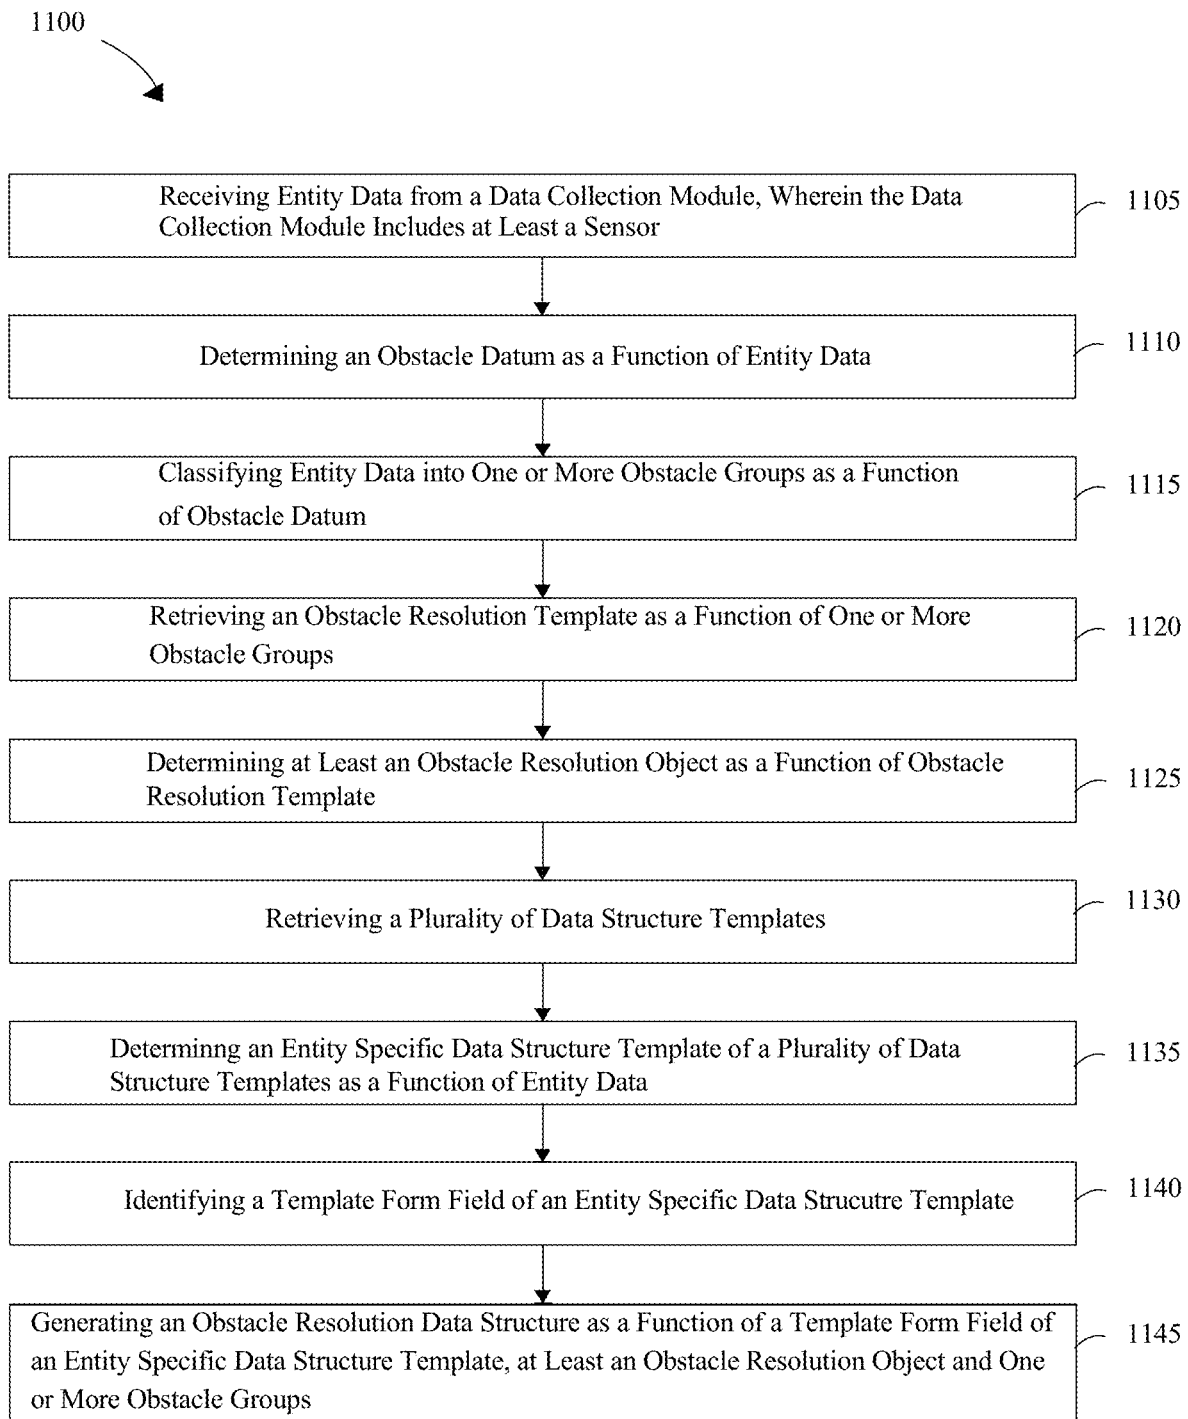 1100
Receiving Entity Data from a Data Collection Module, Wherein the Data
Collection Module Includes at Least a Sensor
1105
Determining an Obstacle Datum as a Function of Entity Data
1110
Classifying Entity Data into One or More Obstacle Groups as a Function
of Obstacle Datum
1115
Retrieving an Obstacle Resolution Template as a Function of One or More
Obstacle Groups
1120
Determining at Least an Obstacle Resolution Object as a Function of Obstacle
Resolution Template
1125
Retrieving a Plurality of Data Structure Templates
1130
Determinng an Entity Specific Data Structure Template of a Plurality of Data
Structure Templates as a Function of Entity Data
1135
Identifying a Template Form Field of an Entity Specific Data Strucutre Template
1140
Generating an Obstacle Resolution Data Structure as a Function of a Template Form Field of
an Entity Specific Data Structure Template, at Least an Obstacle Resolution Object and One
or More Obstacle Groups
1145